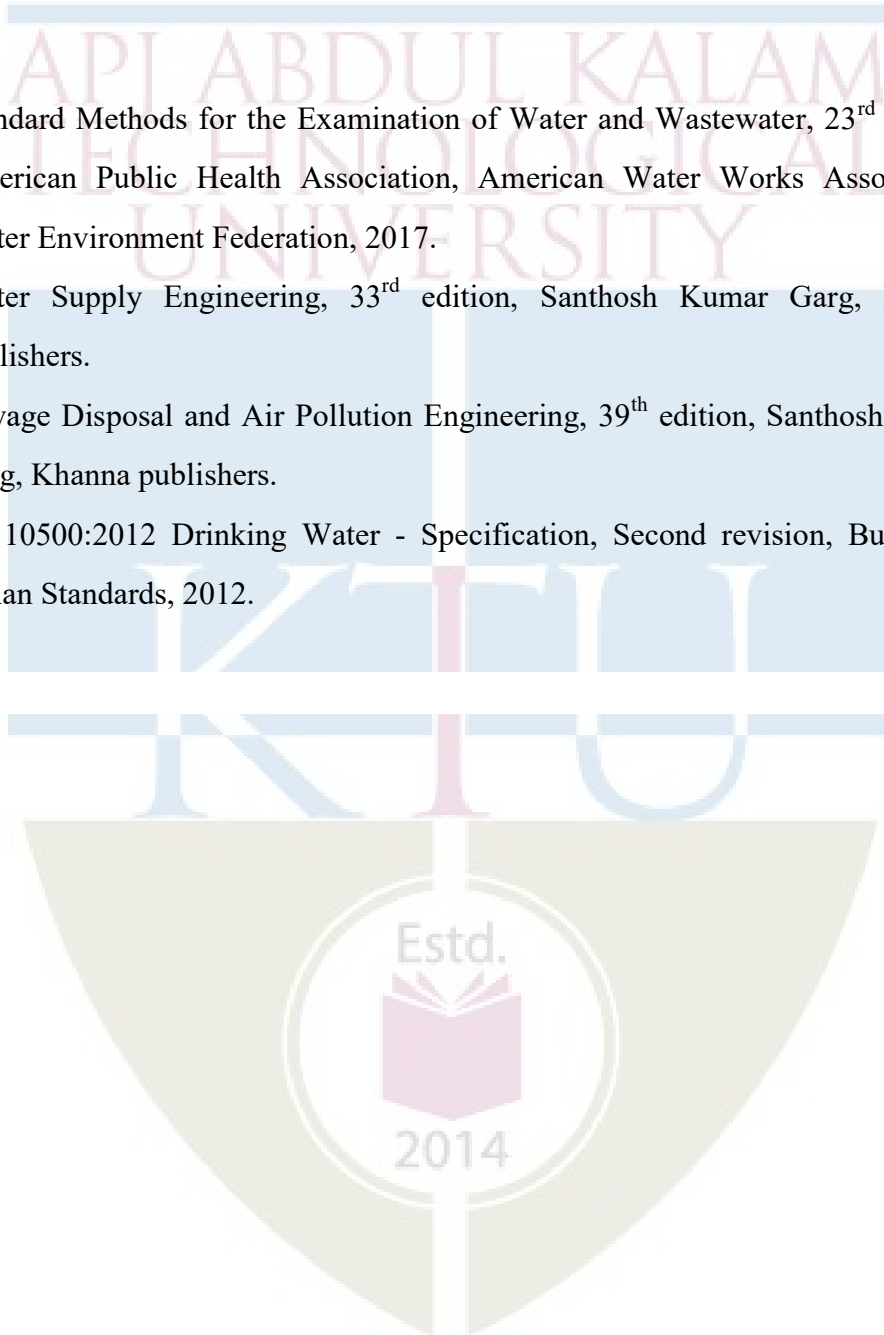 API ABDUL KALAM
TECHNOLOGICAL
UNIVERSITY
ndard Methods for the Examination of Water and Wastewater, 23rd
erican Public Health Association, American Water Works Asso
ter Environment Federation, 2017.
ter Supply Engineering, 33rd edition, Santhosh Kumar Garg,
lishers.
vage Disposal and Air Pollution Engineering, 39th edition, Santhosh
g, Khanna publishers.
10500:2012 Drinking Water - Specification, Second revision, Bu
ian Standards, 2012.
KTU
Estd.
2014